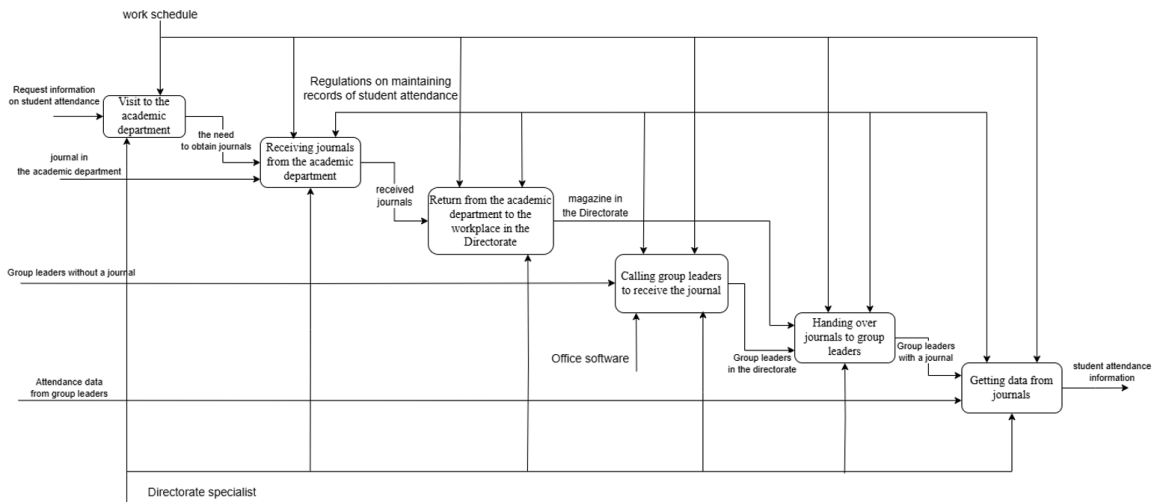 work schedule
Request information
on student attendance
Visit to the
academic
department
Regulations on maintaining
records of student attendance
the need
to obtain journals
journal in
the academic department
Receiving journals
from the academic
department
received
journals
Return from the academic
department to the
workplace in the
Directorate
magazine in
the Directorate
Group leaders without a journal
Calling group leaders
to receive the journal
Office software
Group leaders
in the directorate
Handing over
journals to group
leaders
Group leaders
with a journal
Attendance data
from group leaders
Getting data from
journals
student attendance
information
Directorate specialist